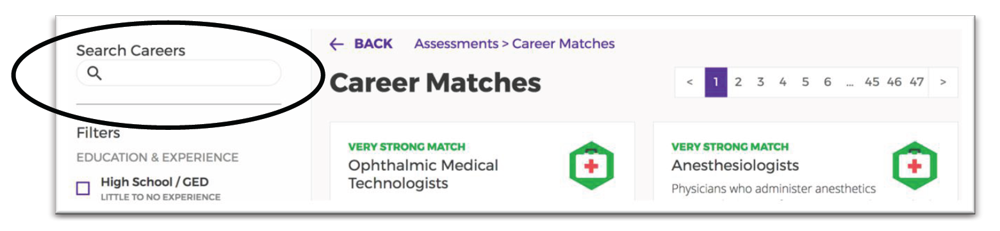 Search Careers
Filters
EDUCATION & EXPERIENCE
High School / GED
LITTLE TO NO EXPERIENCE
← BACK Assessments > Career Matches
Career Matches
< 1 2 3 4 5 6 ... 45 46 47 >
VERY STRONG MATCH
Ophthalmic Medical
Technologists
VERY STRONG MATCH
Anesthesiologists
Physicians who administer anesthetics